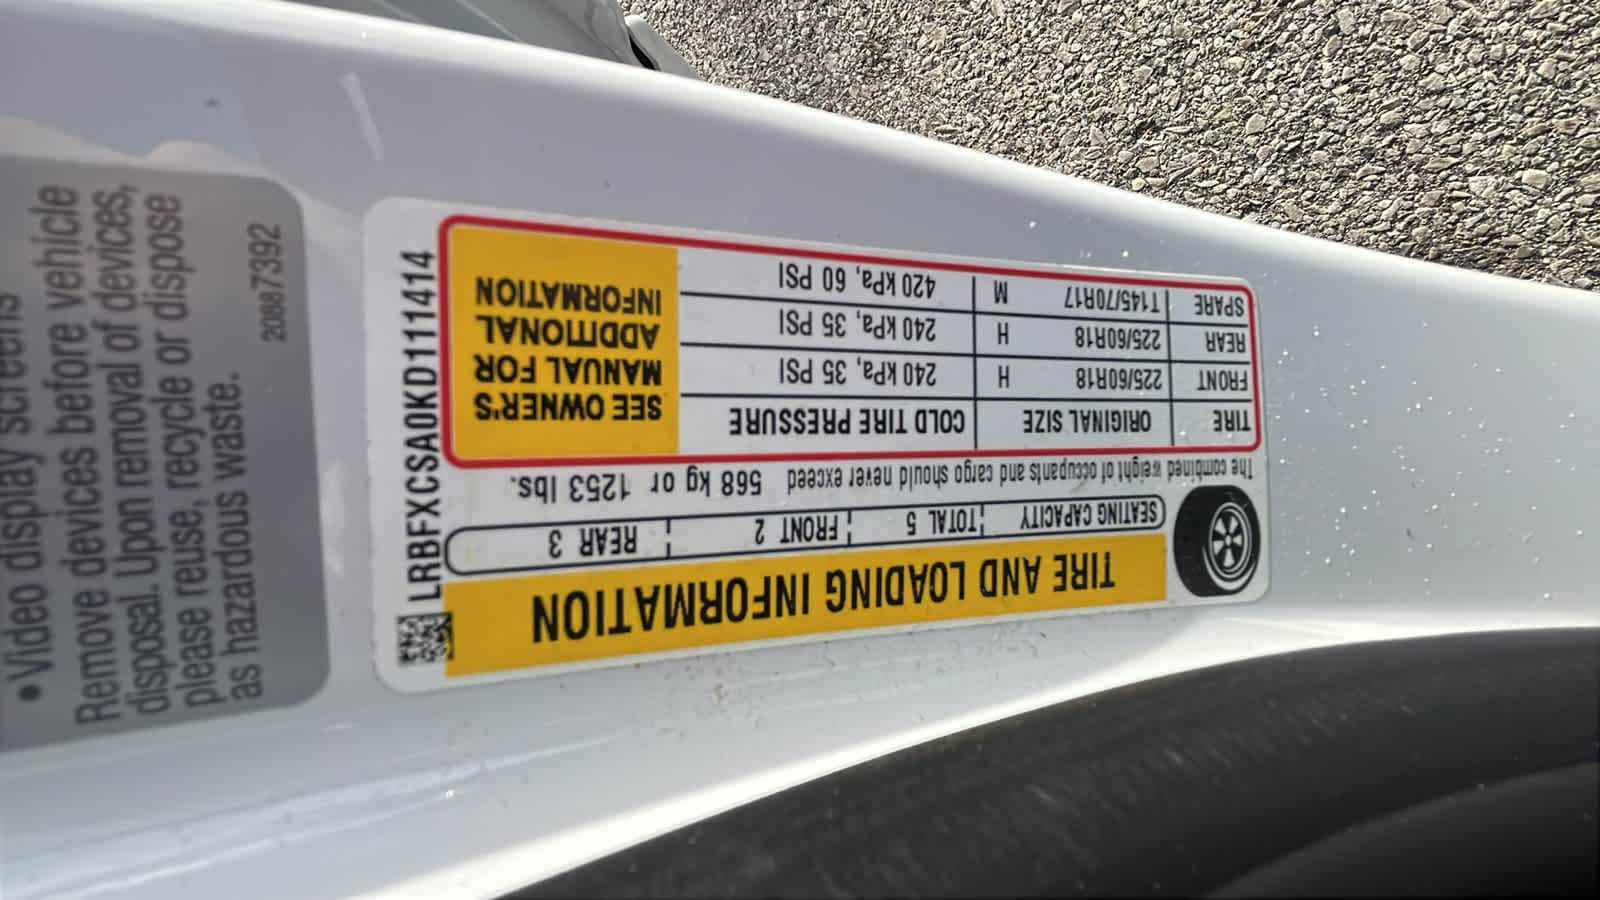 TIRE AND LOADING INFORMATION
SEATING CAPACITY TOTAL 5 FRONT 2 REAR 3
The combined weight of occupants and cargo should never exceed 568 kg or 1253 lbs.
TIRE ORIGINAL SIZE COLD TIRE PRESSURE
FRONT 225/60R18 H 240 kPa, 35 PSI
REAR 225/60R18 H 240 kPa, 35 PSI
SPARE T145/70R17 M 420 kPa, 60 PSI
SEE OWNER'S
MANUAL FOR
ADDITIONAL
INFORMATION
LRBFXCSA0KD111414
• Video display screens
Remove devices before vehicle
disposal. Upon removal of devices,
please reuse, recycle or dispose
as hazardous waste.
20887392